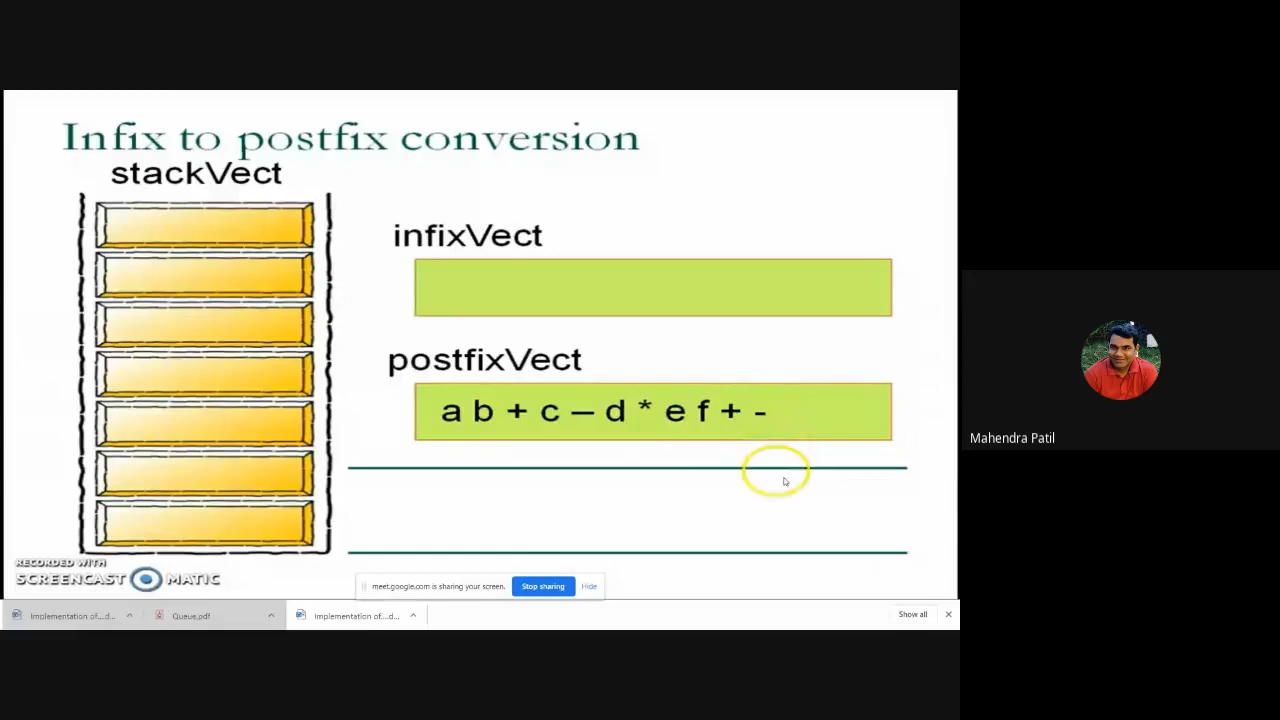 Infix to postfix conversion
stackVect
infixVect
postfixVect
a b + c – d * e f + -
RECORDED WITH
SCREENCAST MATIC
meet.google.com is sharing your screen. Stop sharing Hide
Implementation of....d... Queue.pdf Implementation of....d... Show all
Mahendra Patil